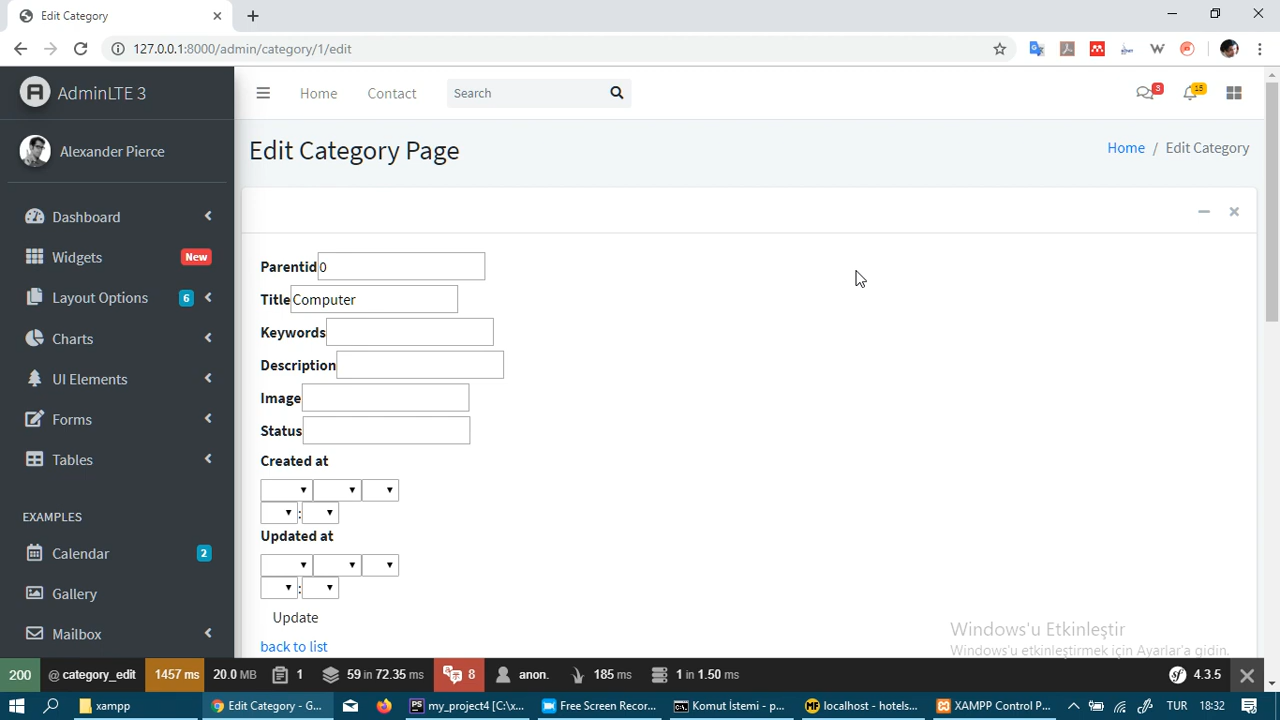 Edit Category
127.0.0.1:8000/admin/category/1/edit
AdminLTE 3
Home
Contact
Search
3
15
Alexander Pierce
Edit Category Page
Home / Edit Category
Dashboard
Widgets
New
Layout Options
6
Charts
UI Elements
Forms
Tables
EXAMPLES
Calendar
2
Gallery
Mailbox
Parentid 0
Title Computer
Keywords
Description
Image
Status
Created at
:
Updated at
:
Update
back to list
Windows'u Etkinleştir
Windows'u etkinleştirmek için Ayarlar'a gidin.
200 @ category_edit 1457 ms 20.0 MB 1 59 in 72.35 ms 8 anon. 185 ms 1 in 1.50 ms 4.3.5
xampp
Edit Category - G...
my_project4 [C:\x...
Free Screen Recor...
Komut İstemi - p...
localhost - hotels...
XAMPP Control P...
TUR
18:32